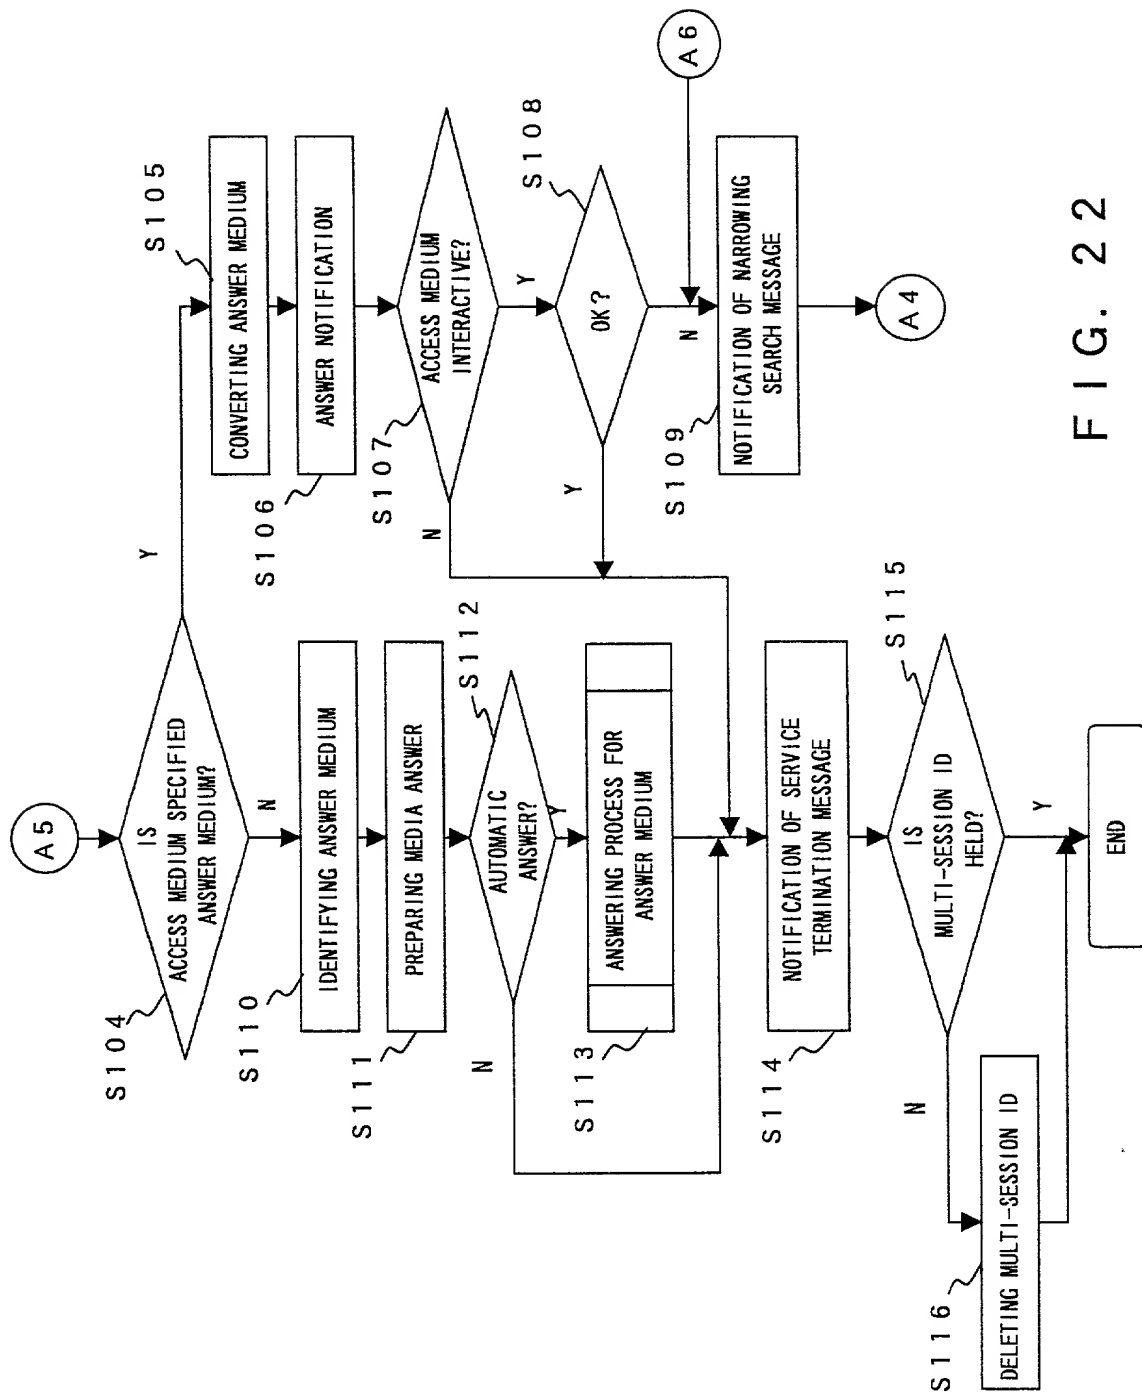 A5
S104
IS
ACCESS MEDIUM SPECIFIED
ANSWER MEDIUM?
Y
N
S105
CONVERTING ANSWER MEDIUM
S106
ANSWER NOTIFICATION
S107
ACCESS MEDIUM
INTERACTIVE?
N
Y
S108
OK?
Y
N
A6
S109
NOTIFICATION OF NARROWING
SEARCH MESSAGE
A4
S110
IDENTIFYING ANSWER MEDIUM
S111
PREPARING MEDIA ANSWER
S112
AUTOMATIC
ANSWER?
N
Y
S113
ANSWERING PROCESS FOR
ANSWER MEDIUM
S114
NOTIFICATION OF SERVICE
TERMINATION MESSAGE
S115
IS
MULTI-SESSION ID
HELD?
N
Y
S116
DELETING MULTI-SESSION ID
END
FIG. 22